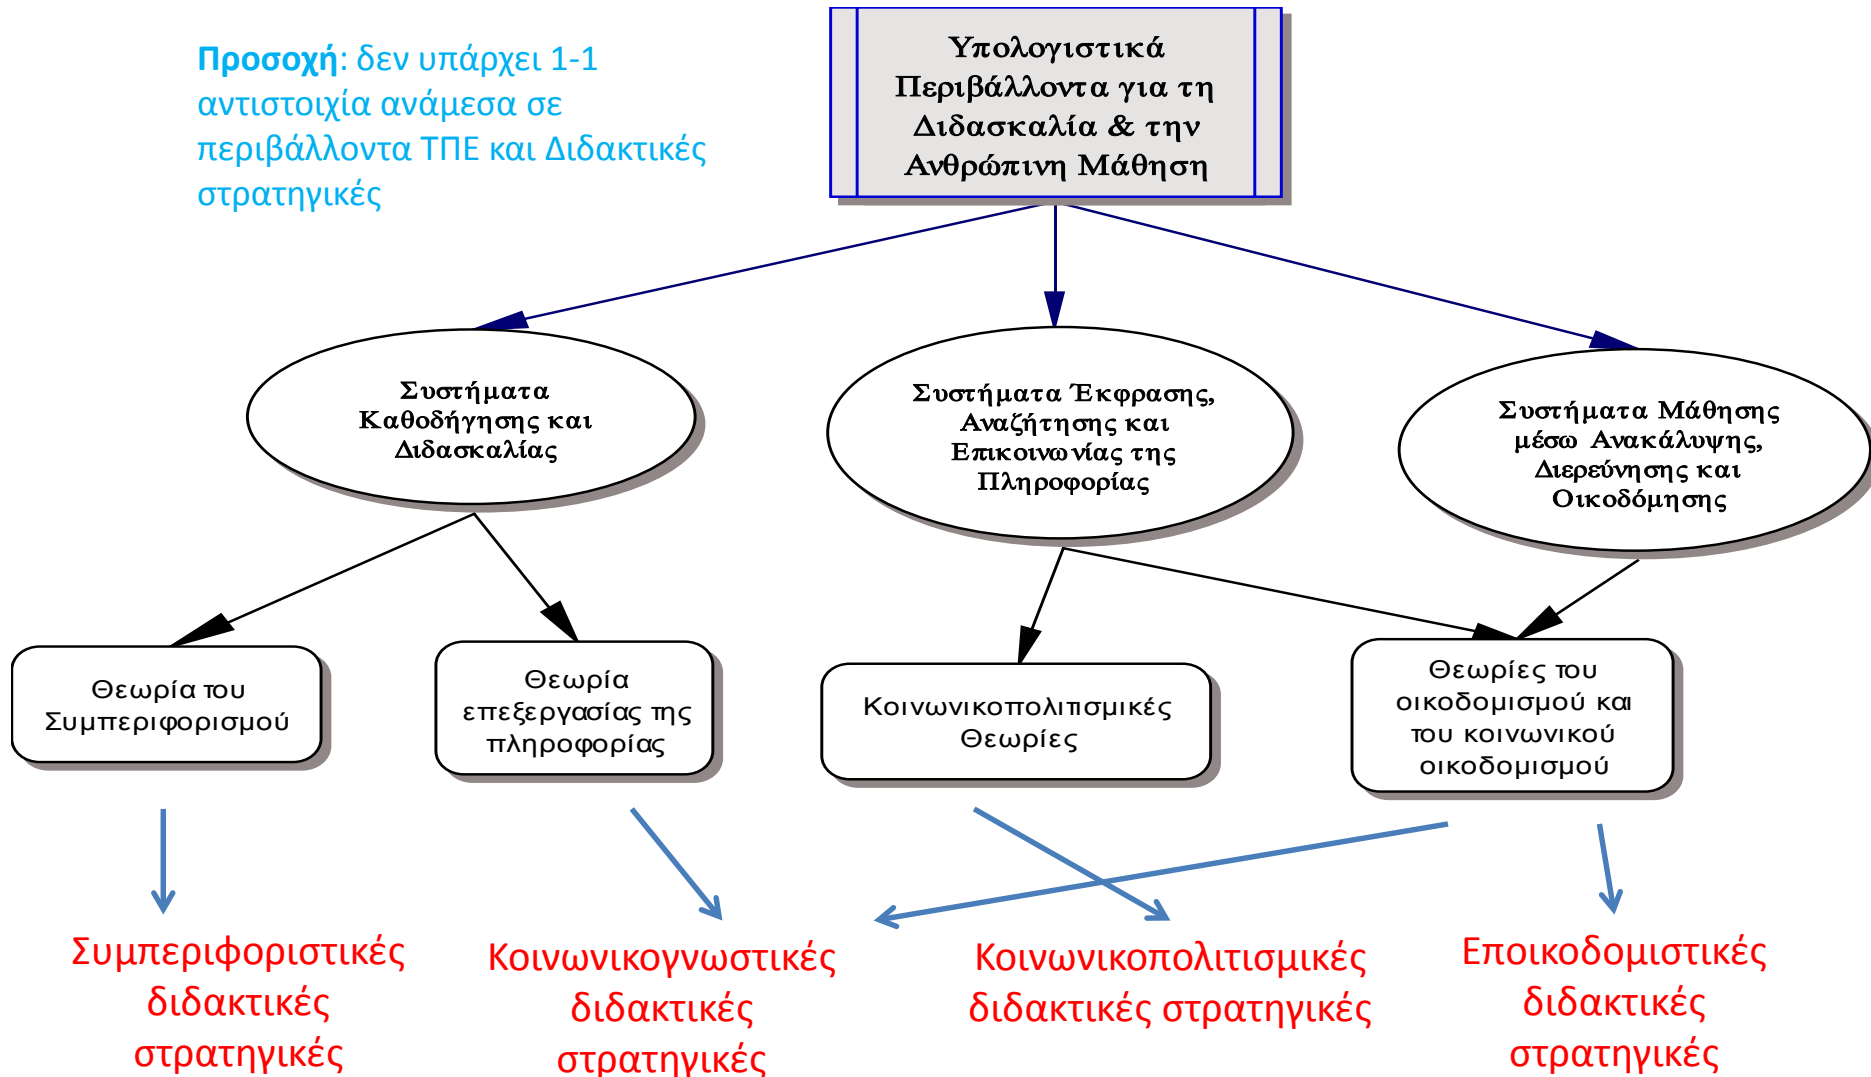 Προσοχή: δεν υπάρχει 1-1
αντιστοιχία ανάμεσα σε
περιβάλλοντα ΤΠΕ και Διδακτικές
στρατηγικές
Υπολογιστικά
Περιβάλλοντα για τη
Διδασκαλία & την
Ανθρώπινη Μάθηση
Συστήματα
Καθοδήγησης και
Διδασκαλίας
Συστήματα Έκφρασης,
Αναζήτησης και
Επικοινωνίας της
Πληροφορίας
Συστήματα Μάθησης
μέσω Ανακάλυψης,
Διερεύνησης και
Οικοδόμησης
Θεωρία του
Συμπεριφορισμού
Θεωρία
επεξεργασίας της
πληροφορίας
Κοινωνικοπολιτισμικές
Θεωρίες
Θεωρίες του
οικοδομισμού και
του κοινωνικού
οικοδομισμού
Συμπεριφοριστικές
διδακτικές
στρατηγικές
Κοινωνικογνωστικές
διδακτικές
στρατηγικές
Κοινωνικοπολιτισμικές
διδακτικές στρατηγικές
Εποικοδομιστικές
διδακτικές
στρατηγικές